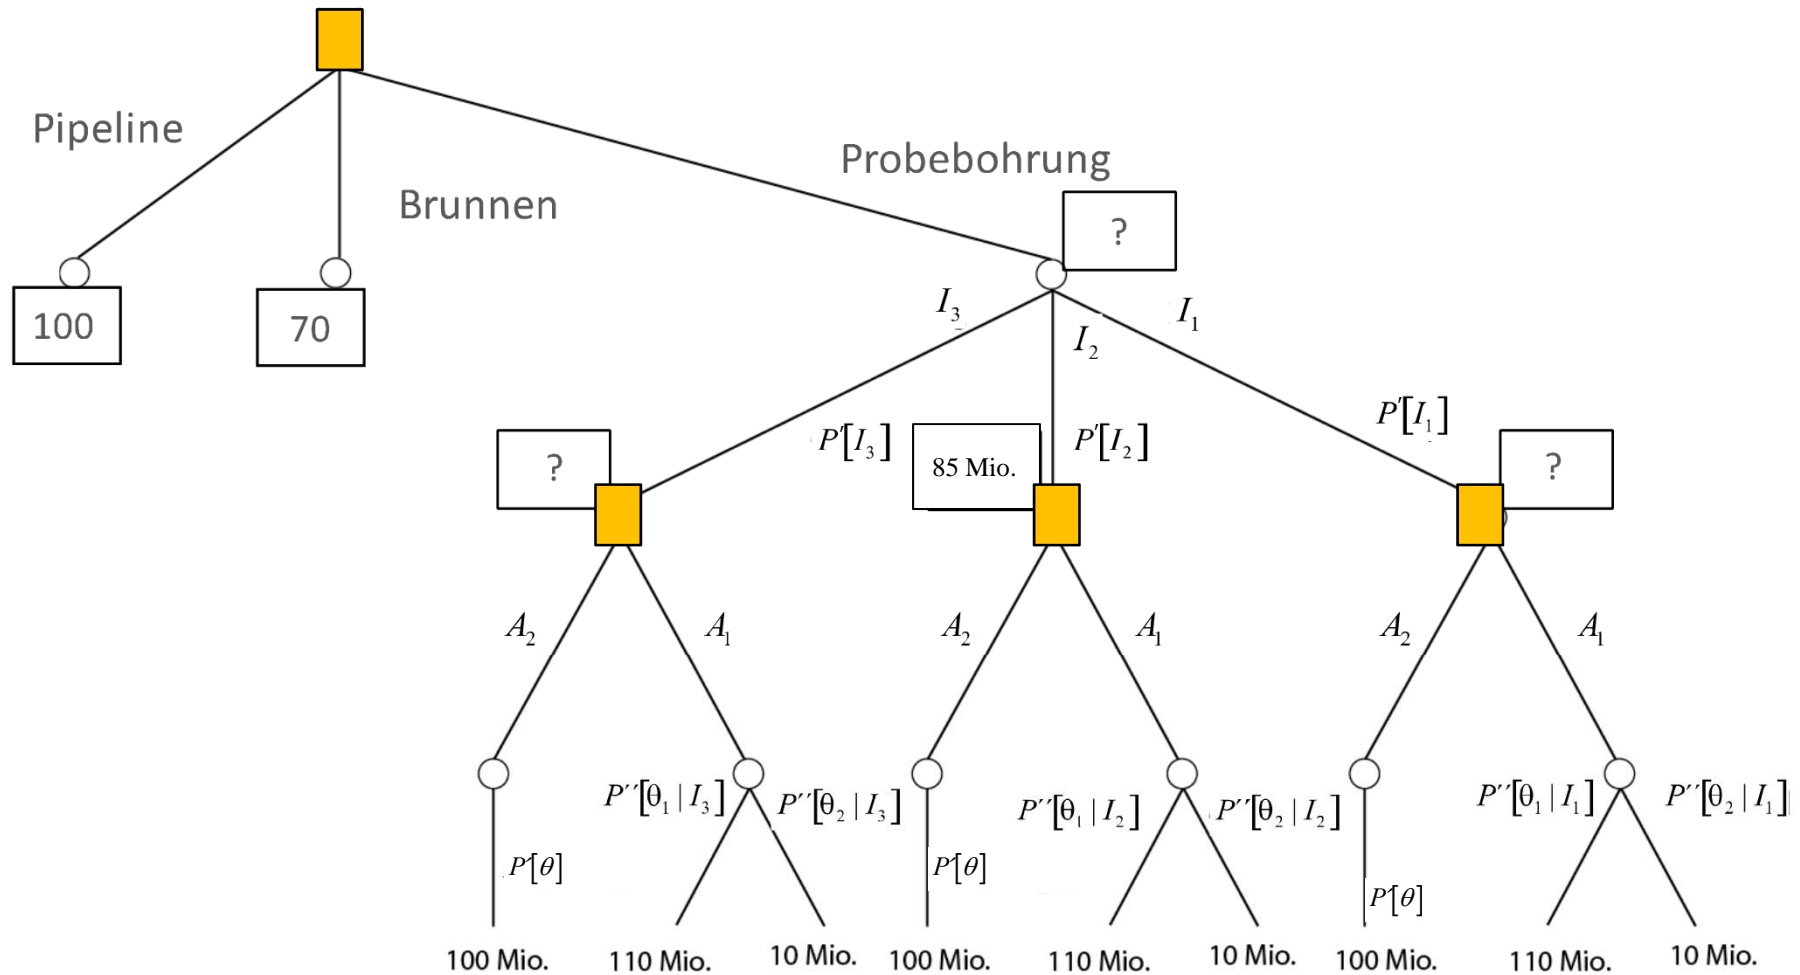 Pipeline
Brunnen
Probebohrung
?
100
70
I₃
I₂
I₁
P'[I₃]
P'[I₂]
P'[I₁]
?
85 Mio.
?
A₂
A₁
A₂
A₁
A₂
A₁
P´´[θ₁ | I₃]
P´´[θ₂ | I₃]
P´´[θ₁ | I₂]
P´´[θ₂ | I₂]
P´´[θ₁ | I₁]
P´´[θ₂ | I₁]
P'[θ]
P'[θ]
P'[θ]
100 Mio.
110 Mio.
10 Mio.
100 Mio.
110 Mio.
10 Mio.
100 Mio.
110 Mio.
10 Mio.